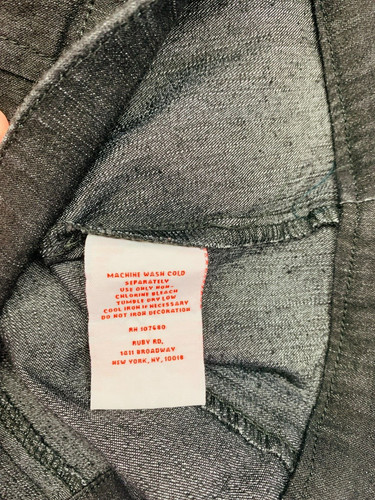 MACHINE WASH COLD
SEPARATELY
USE ONLY NON-
CHLORINE BLEACH
TUMBLE DRY LOW
COOL IRON IF NECESSARY
DO NOT IRON DECORATION
RN 107480
RUBY RD,
1411 BROADWAY
NEW YORK, NY, 10018